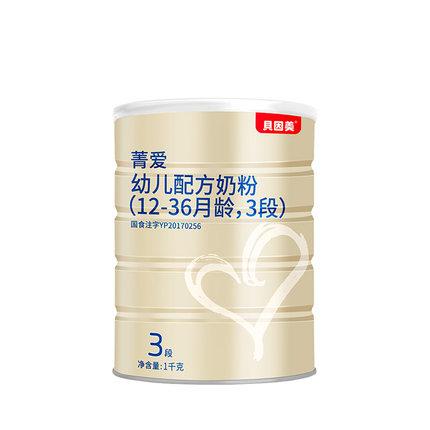 貝因美®
菁爱
幼儿配方奶粉
(12-36月龄,3段)
国食注字YP20170256
3段
净含量:1千克